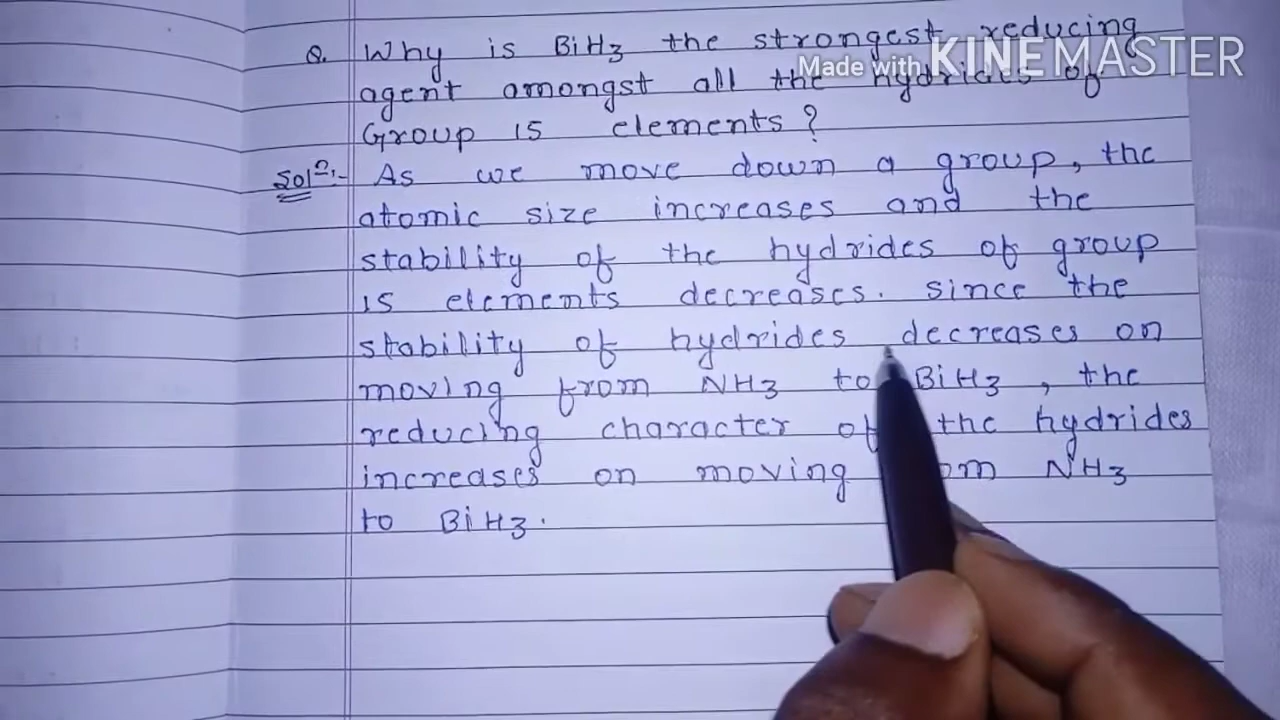 Q. Why is BiH3 the strongest reducing
Made with KINEMASTER
agent amongst all the hydrides of
Group 15 elements?
Solⁿ:- As we move down a group, the
atomic size increases and the
stability of the hydrides of group
15 elements decreases. since the
stability of hydrides decreases on
moving from NH3 to BiH3, the
reducing character of the hydrides
increases on moving NH3
to BiH3.